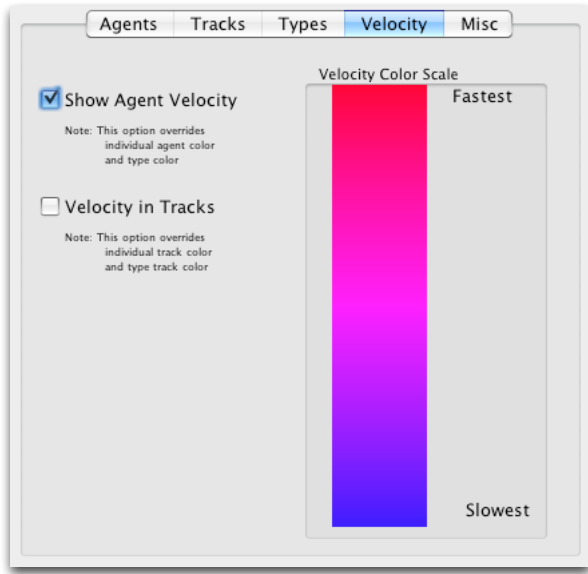 Agents Tracks Types Velocity Misc
Show Agent Velocity
Note: This option overrides
individual agent color
and type color
Velocity in Tracks
Note: This option overrides
individual track color
and type track color
Velocity Color Scale
Fastest
Slowest